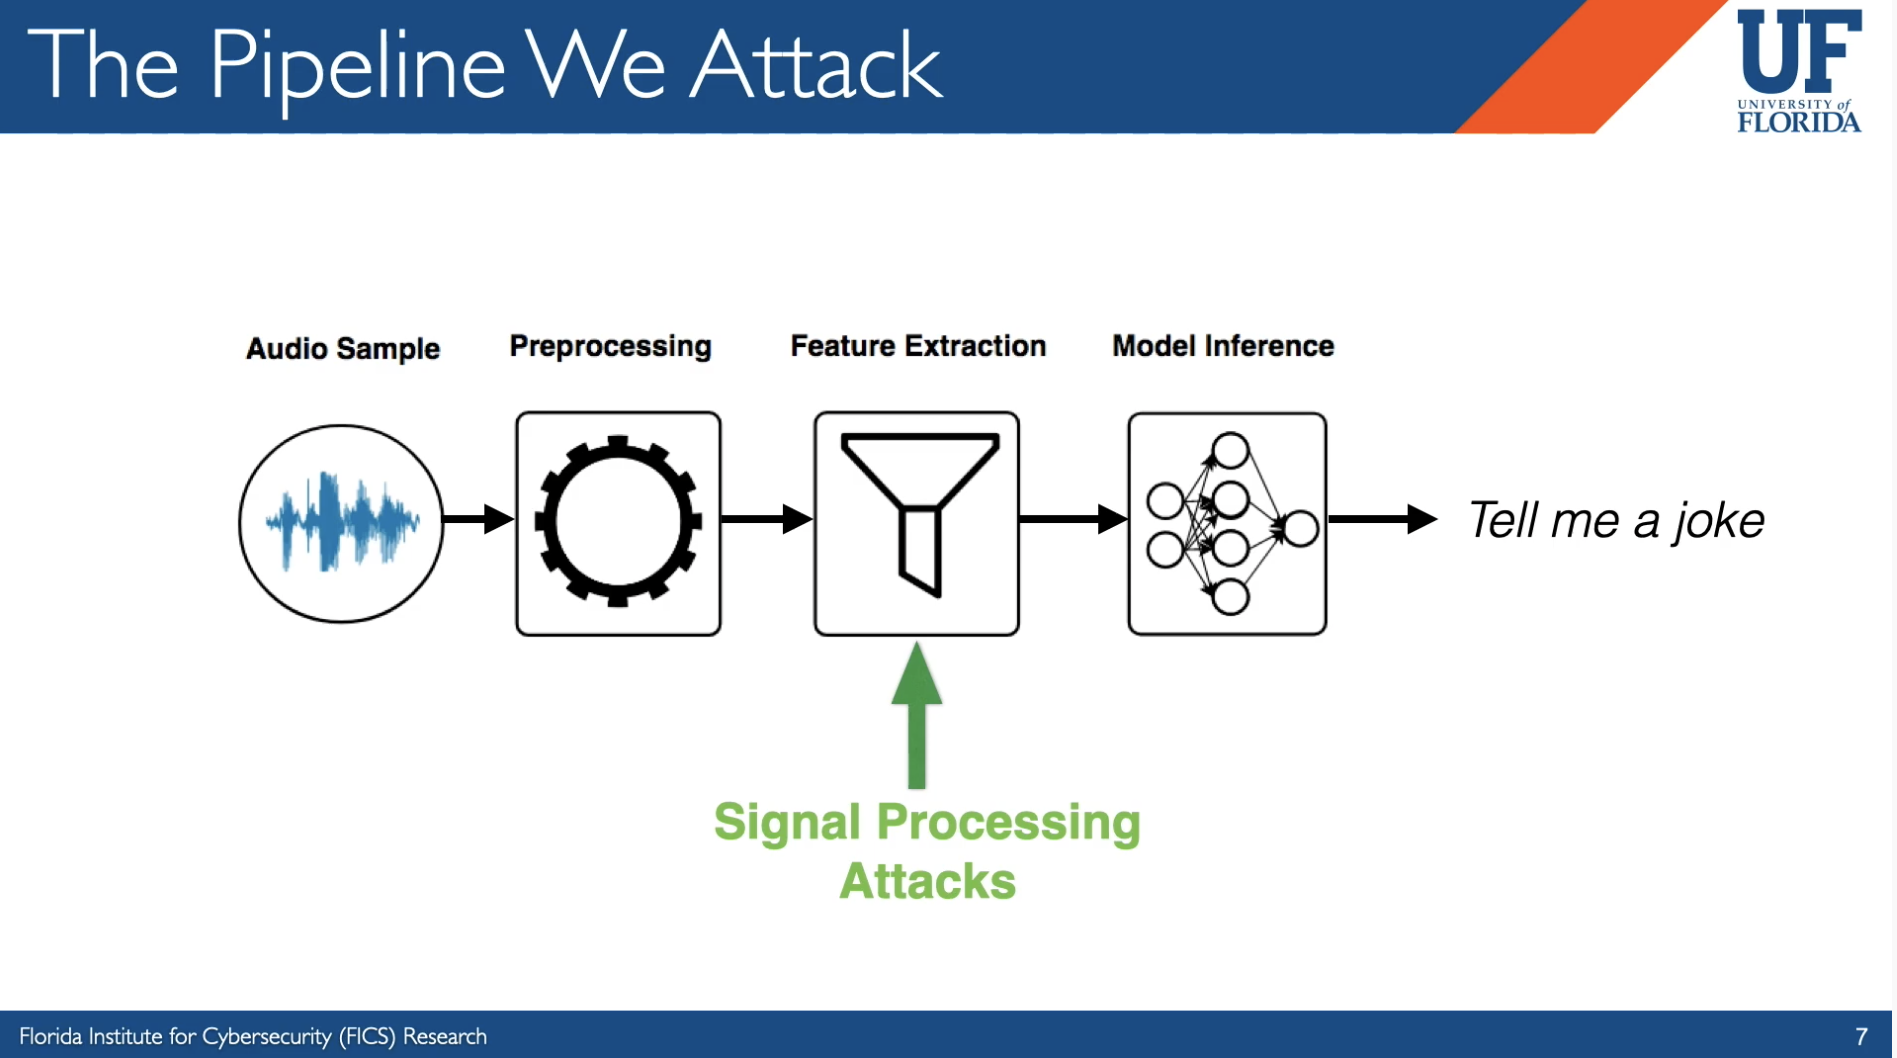 The Pipeline We Attack
UF
UNIVERSITY of
FLORIDA
Audio Sample
Preprocessing
Feature Extraction
Model Inference
Tell me a joke
Signal Processing
Attacks
Florida Institute for Cybersecurity (FICS) Research
7